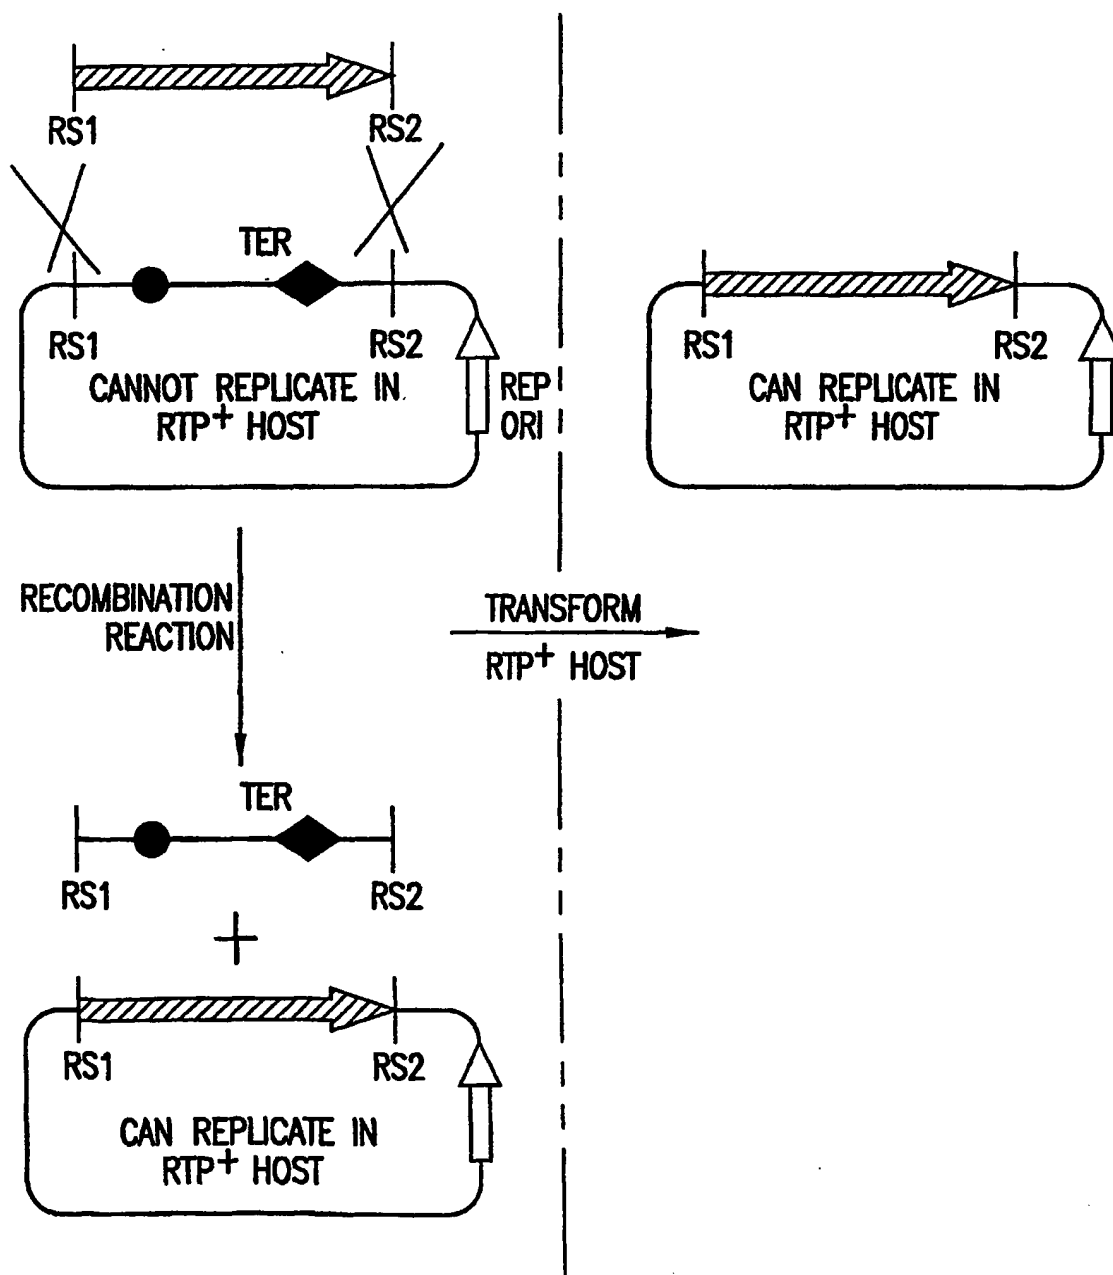 RS1
RS2
TER
RS1
RS2
CANNOT REPLICATE IN
RTP+ HOST
REP
ORI
RS1
RS2
CAN REPLICATE IN
RTP+ HOST
RECOMBINATION
REACTION
TRANSFORM
RTP+ HOST
TER
RS1
RS2
+
RS1
RS2
CAN REPLICATE IN
RTP+ HOST